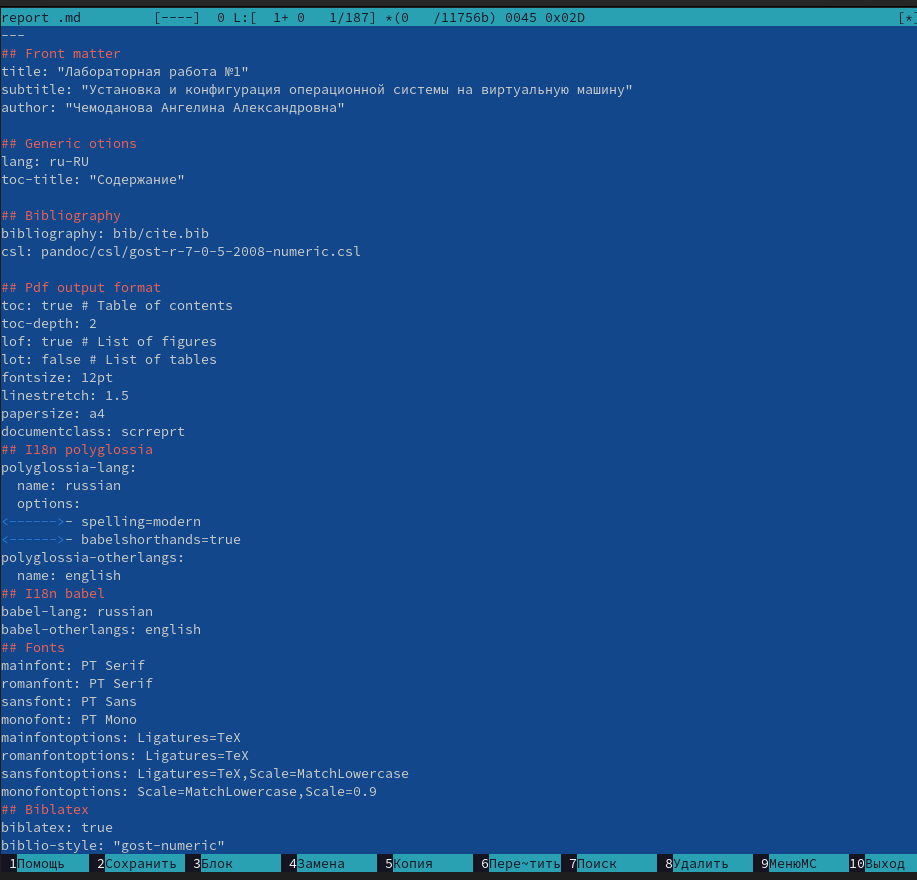 report .md         [----]  0 L:[  1+ 0   1/187] *(0   /11756b) 0045 0x02D                                       [*]
---
## Front matter
title: "Лабораторная работа №1"
subtitle: "Установка и конфигурация операционной системы на виртуальную машину"
author: "Чемоданова Ангелина Александровна"

## Generic otions
lang: ru-RU
toc-title: "Содержание"

## Bibliography
bibliography: bib/cite.bib
csl: pandoc/csl/gost-r-7-0-5-2008-numeric.csl

## Pdf output format
toc: true # Table of contents
toc-depth: 2
lof: true # List of figures
lot: false # List of tables
fontsize: 12pt
linestretch: 1.5
papersize: a4
documentclass: scrreprt
## I18n polyglossia
polyglossia-lang:
  name: russian
  options:
<------>- spelling=modern
<------>- babelshorthands=true
polyglossia-otherlangs:
  name: english
## I18n babel
babel-lang: russian
babel-otherlangs: english
## Fonts
mainfont: PT Serif
romanfont: PT Serif
sansfont: PT Sans
monofont: PT Mono
mainfontoptions: Ligatures=TeX
romanfontoptions: Ligatures=TeX
sansfontoptions: Ligatures=TeX,Scale=MatchLowercase
monofontoptions: Scale=MatchLowercase,Scale=0.9
## Biblatex
biblatex: true
biblio-style: "gost-numeric"
1Помощь 2Сохранить 3Блок 4Замена 5Копия 6Пере~тить 7Поиск 8Удалить 9МенюМС 10Выход